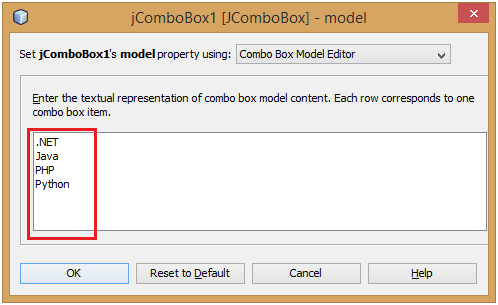 jComboBox1 [JComboBox] - model
Set jComboBox1's model property using: Combo Box Model Editor
Enter the textual representation of combo box model content. Each row corresponds to one
combo box item.
.NET
Java
PHP
Python
OK Reset to Default Cancel Help